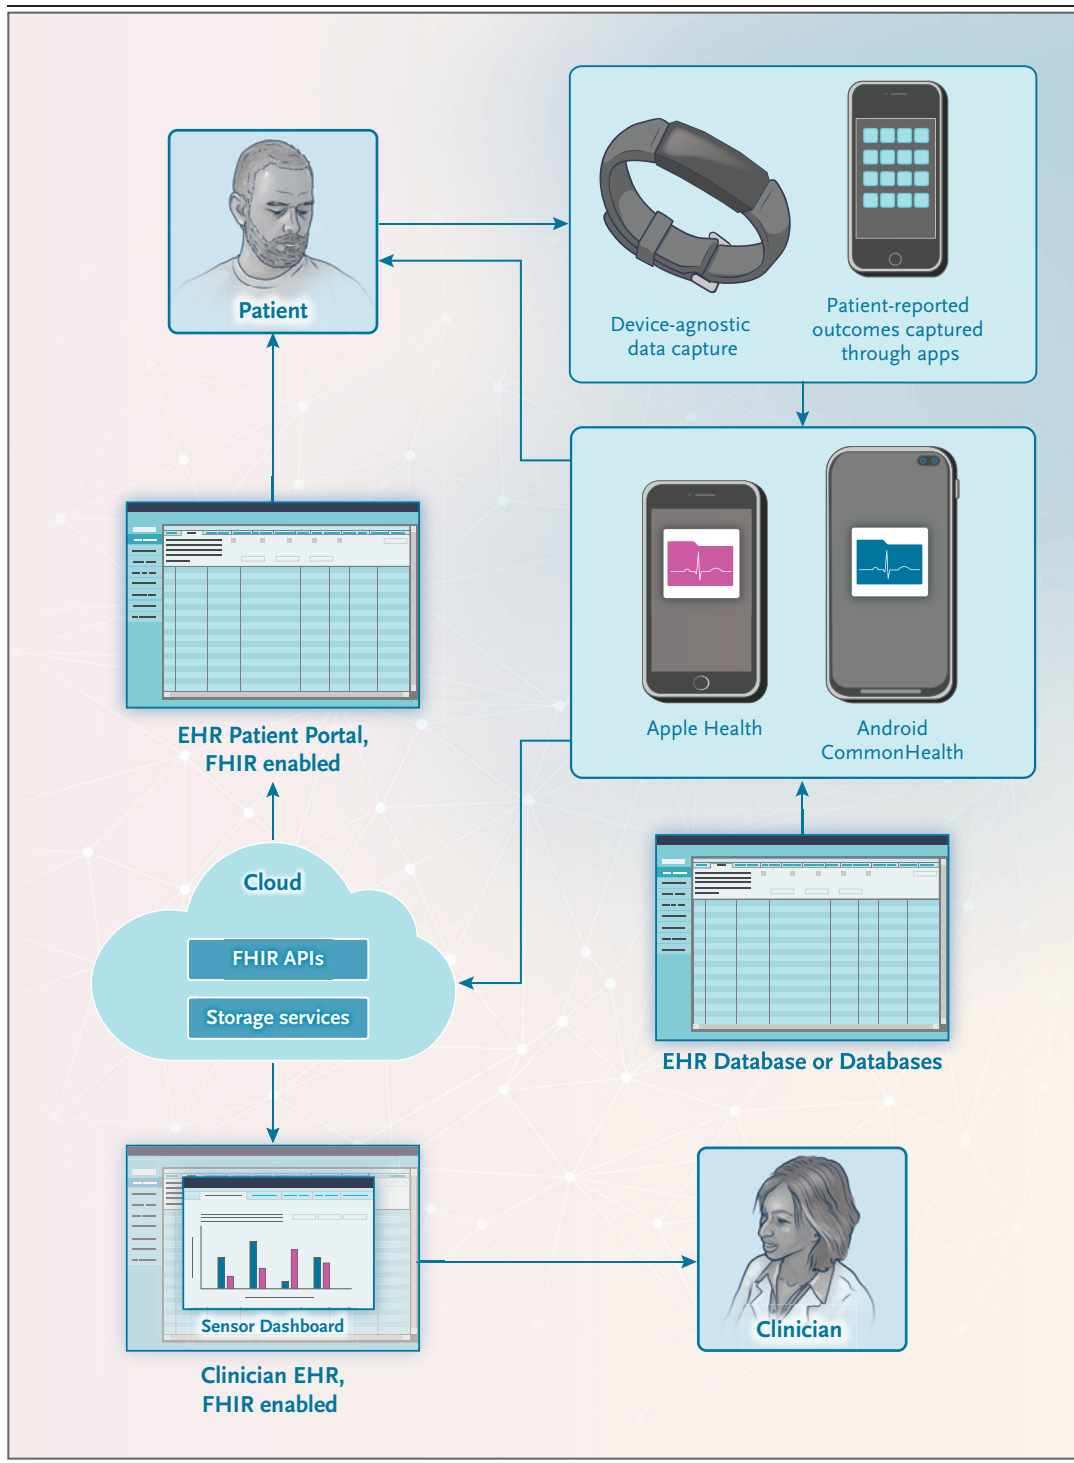 Patient
Device-agnostic
data capture
Patient-reported
outcomes captured
through apps
Apple Health
Android
CommonHealth
EHR Patient Portal,
FHIR enabled
Cloud
FHIR APIs
Storage services
EHR Database or Databases
Sensor Dashboard
Clinician EHR,
FHIR enabled
Clinician